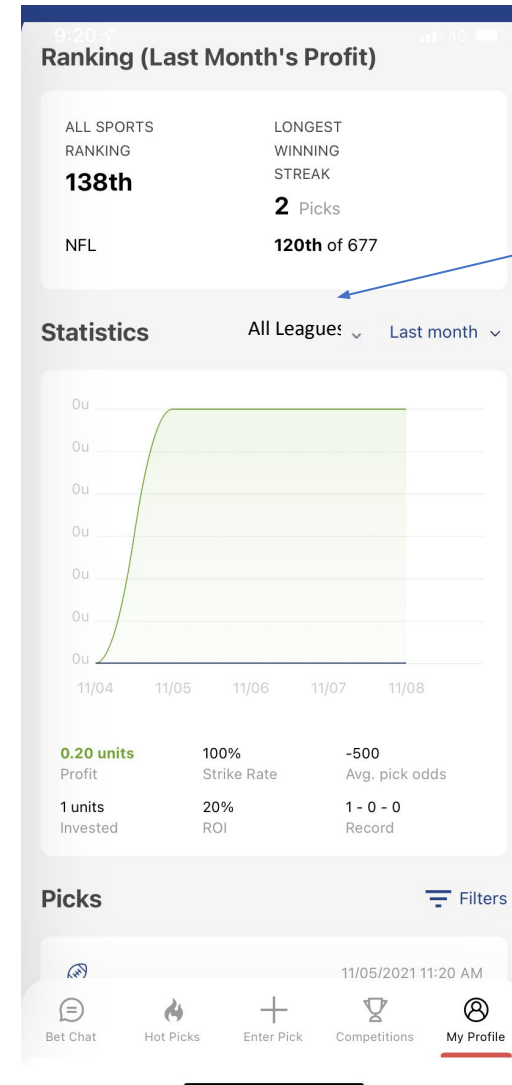 9:20
4G
Ranking (Last Month's Profit)
ALL SPORTS
RANKING
138th
LONGEST
WINNING
STREAK
2 Picks
NFL
120th of 677
Statistics
All Leagues
Last month
0u
0u
0u
0u
0u
0u
0u
11/04 11/05 11/06 11/07 11/08
0.20 units 100% -500
Profit Strike Rate Avg. pick odds
1 units 20% 1 - 0 - 0
Invested ROI Record
Picks
Filters
11/05/2021 11:20 AM
Bet Chat Hot Picks Enter Pick Competitions My Profile